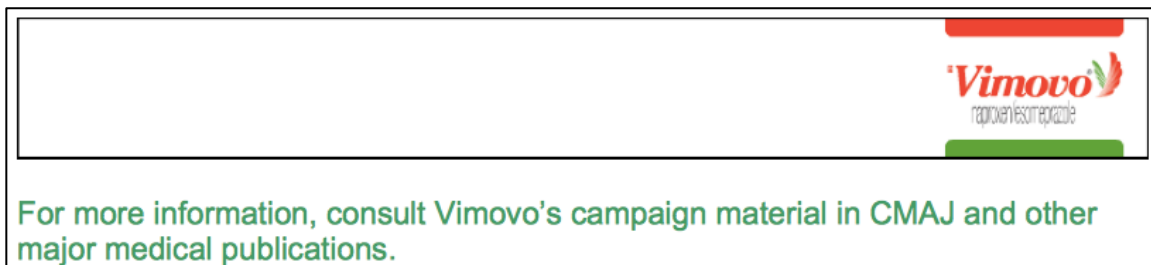 Vimovo
naproxen/esomeprazole
For more information, consult Vimovo's campaign material in CMAJ and other
major medical publications.